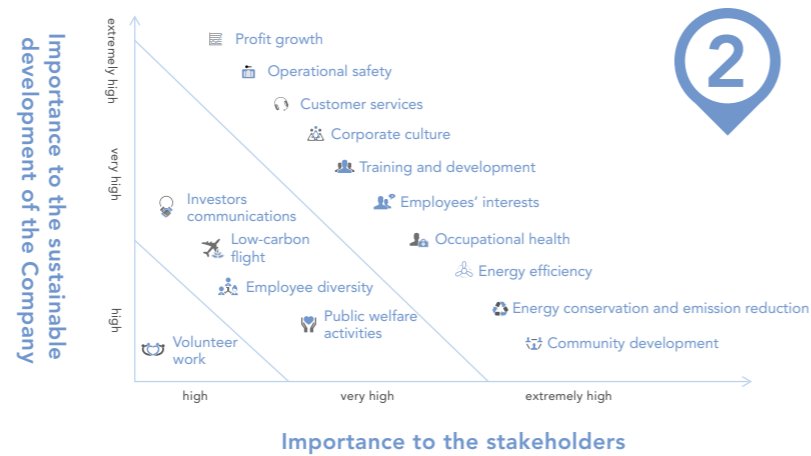 Importance to the sustainable
development of the Company
extremely high
very high
high
2
Profit growth
Operational safety
Customer services
Corporate culture
Training and development
Investors
communications
Employees’ interests
Low-carbon
flight
Occupational health
Energy efficiency
Employee diversity
Energy conservation and emission reduction
Public welfare
activities
Volunteer
work
Community development
high
very high
extremely high
Importance to the stakeholders